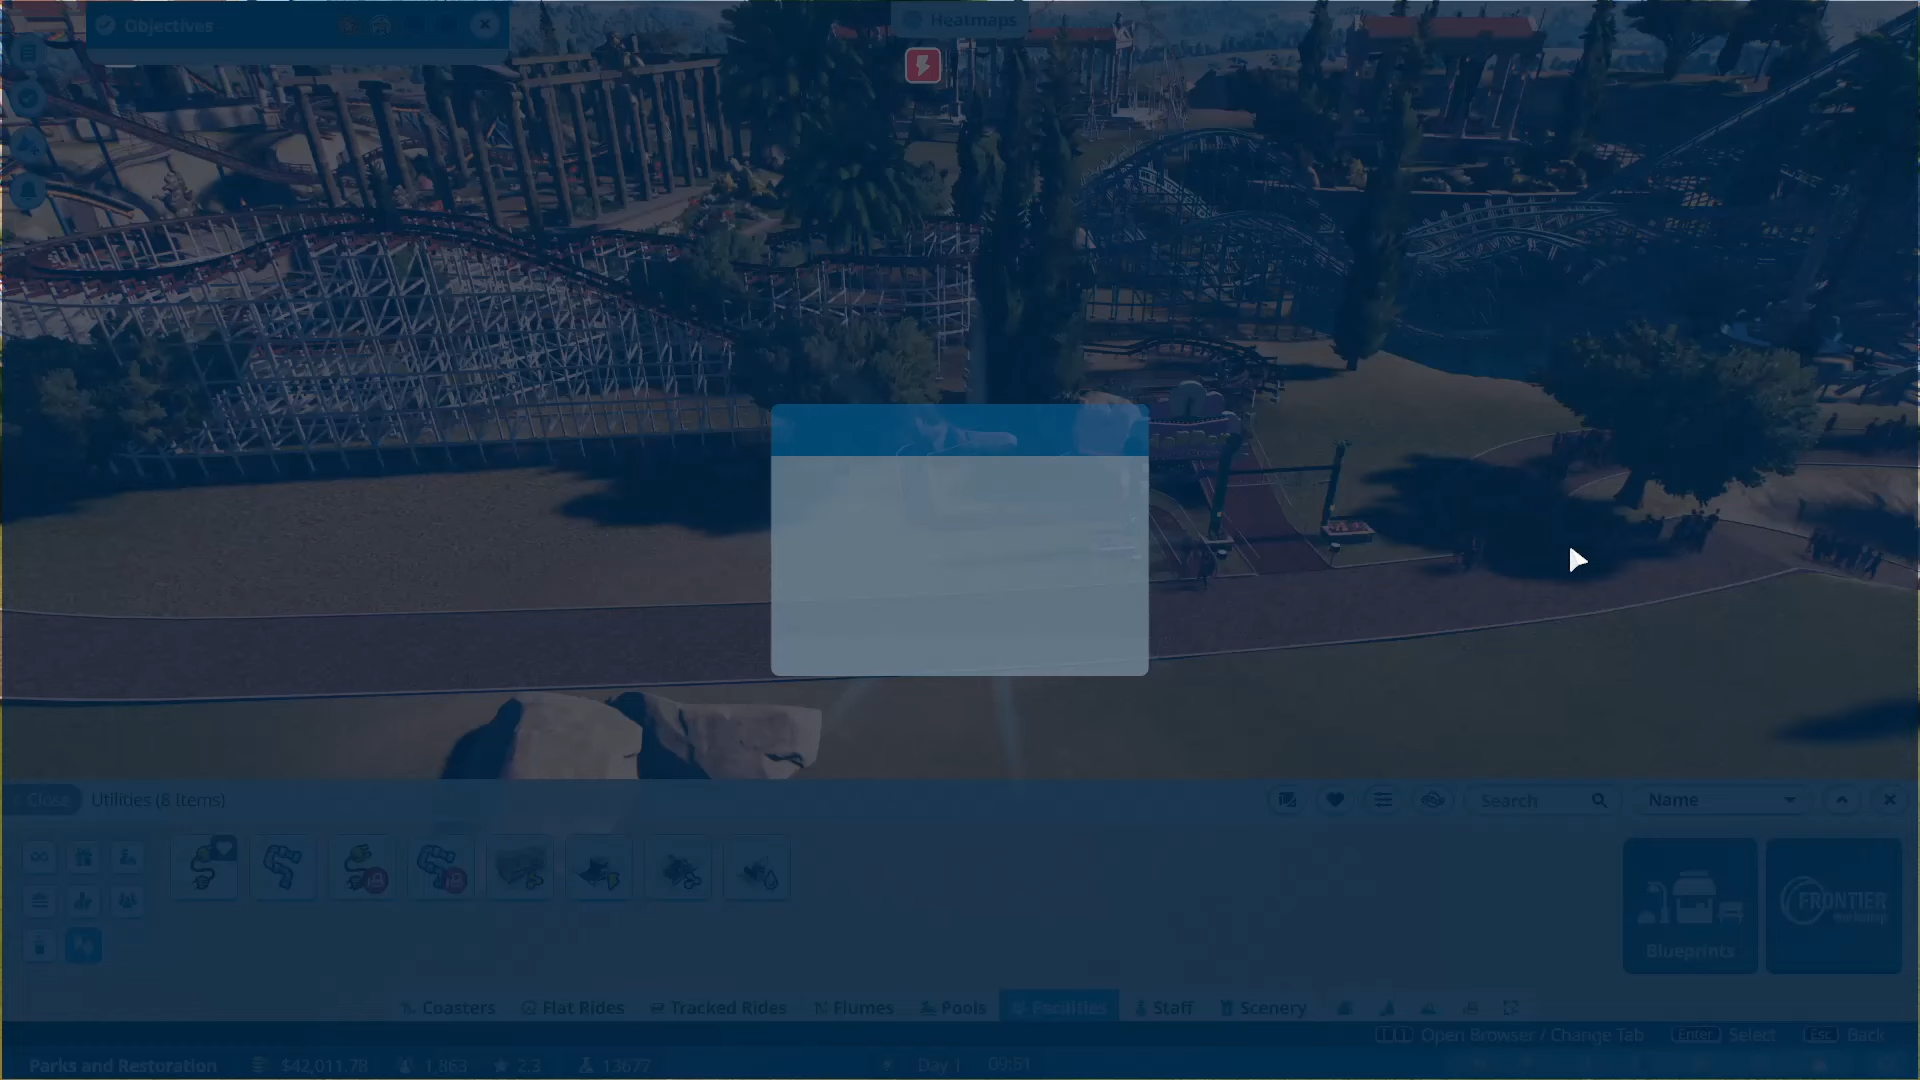 Objectives
Heatmaps
Close
Utilities (8 Items)
Search
Name
Blueprints
FRONTIER
workshop
Coasters
Flat Rides
Tracked Rides
Flumes
Pools
Facilities
Staff
Scenery
Open Browser / Change Tab
Enter
Select
Esc
Back
Parks and Restoration
$42,011.78
1,863
2.3
13677
Day 1
09:51